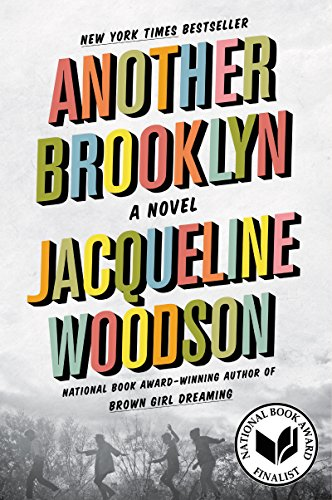 NEW YORK TIMES BESTSELLER
ANOTHER
BROOKLYN
A NOVEL
JACQUELINE
WOODSON
NATIONAL BOOK AWARD–WINNING AUTHOR OF
BROWN GIRL DREAMING
NATIONAL BOOK AWARD
FINALIST